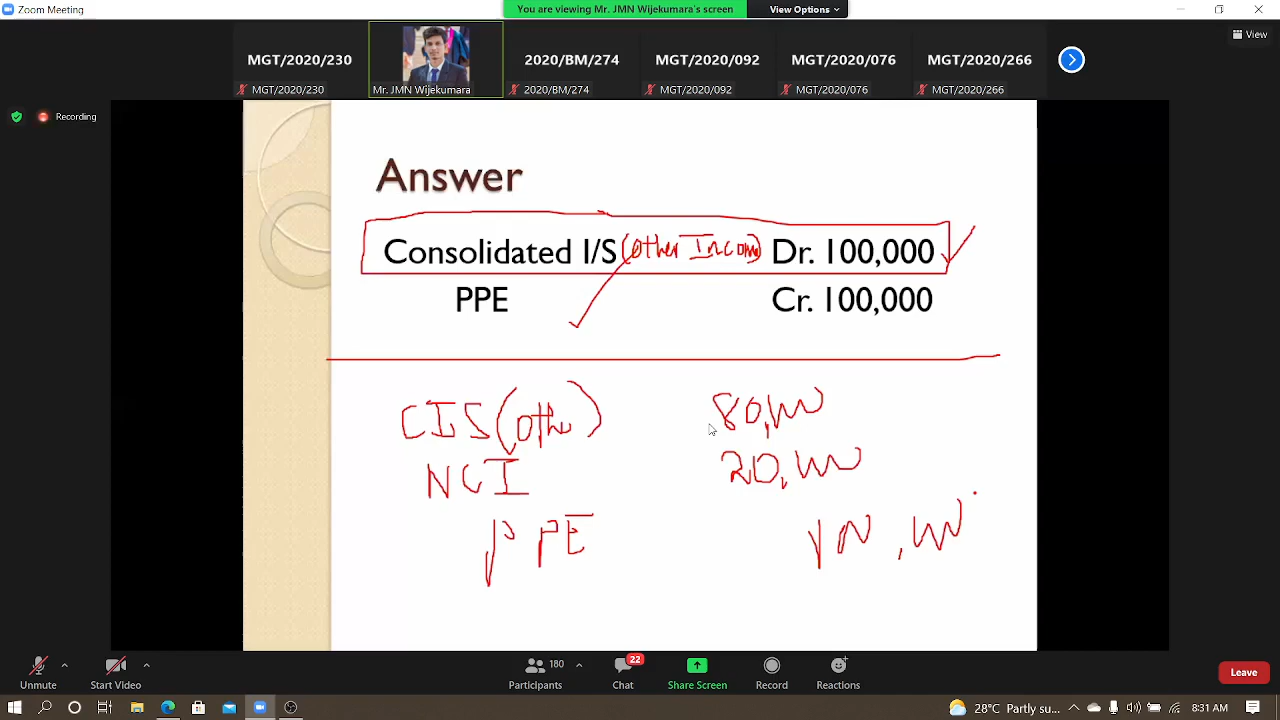 Zoom Meeting
You are viewing Mr. JMN Wijekumara's screen
View Options
View
MGT/2020/230
2020/BM/274
MGT/2020/092
MGT/2020/076
MGT/2020/266
MGT/2020/230
Mr. JMN Wijekumara
2020/BM/274
MGT/2020/092
MGT/2020/076
MGT/2020/266
Recording
Answer
Consolidated I/S (Other Incom) Dr. 100,000
PPE Cr. 100,000
CIS (Othe) 80,000
NCI 20,000
PPE 100,000
Unmute
Start Video
180
Participants
22
Chat
Share Screen
Record
Reactions
Leave
28°C Partly su...
ENG
8:31 AM